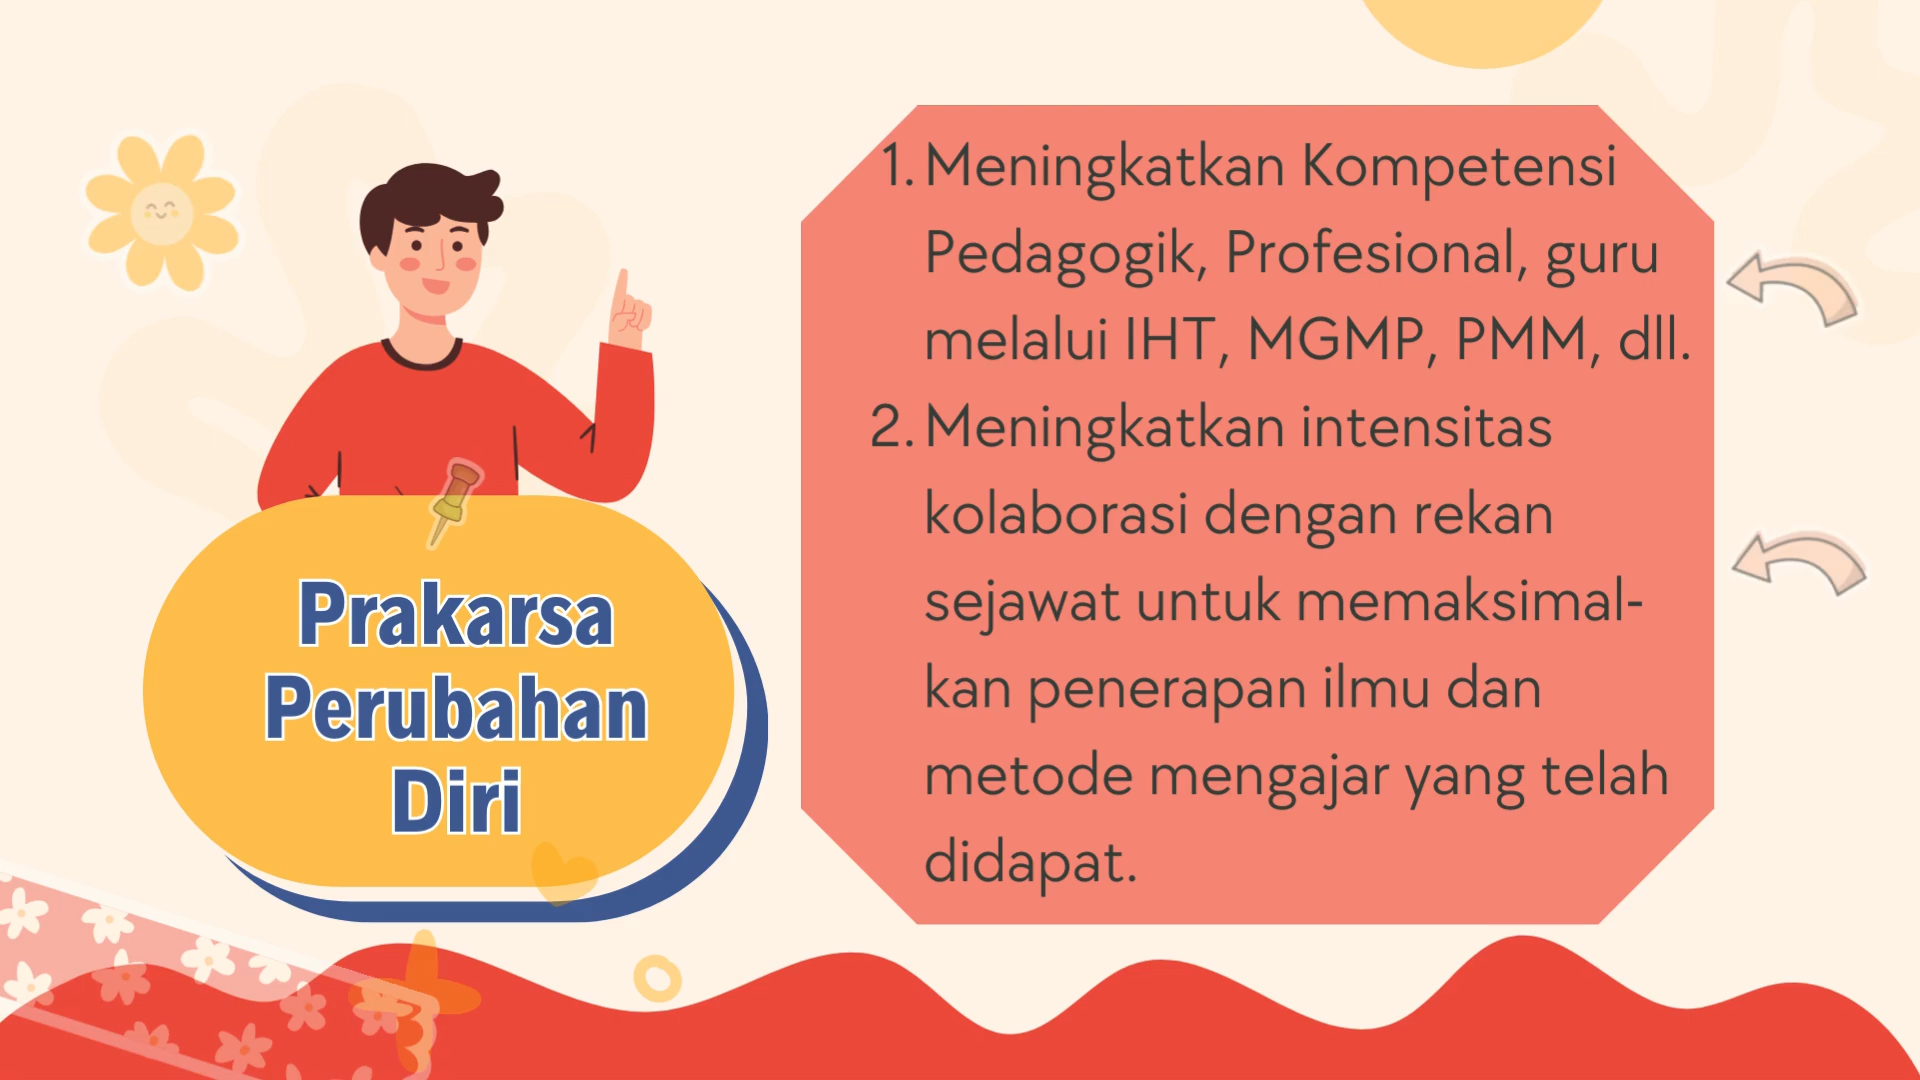 Prakarsa
Perubahan
Diri
1. Meningkatkan Kompetensi
Pedagogik, Profesional, guru
melalui IHT, MGMP, PMM, dll.
2. Meningkatkan intensitas
kolaborasi dengan rekan
sejawat untuk memaksimal-
kan penerapan ilmu dan
metode mengajar yang telah
didapat.